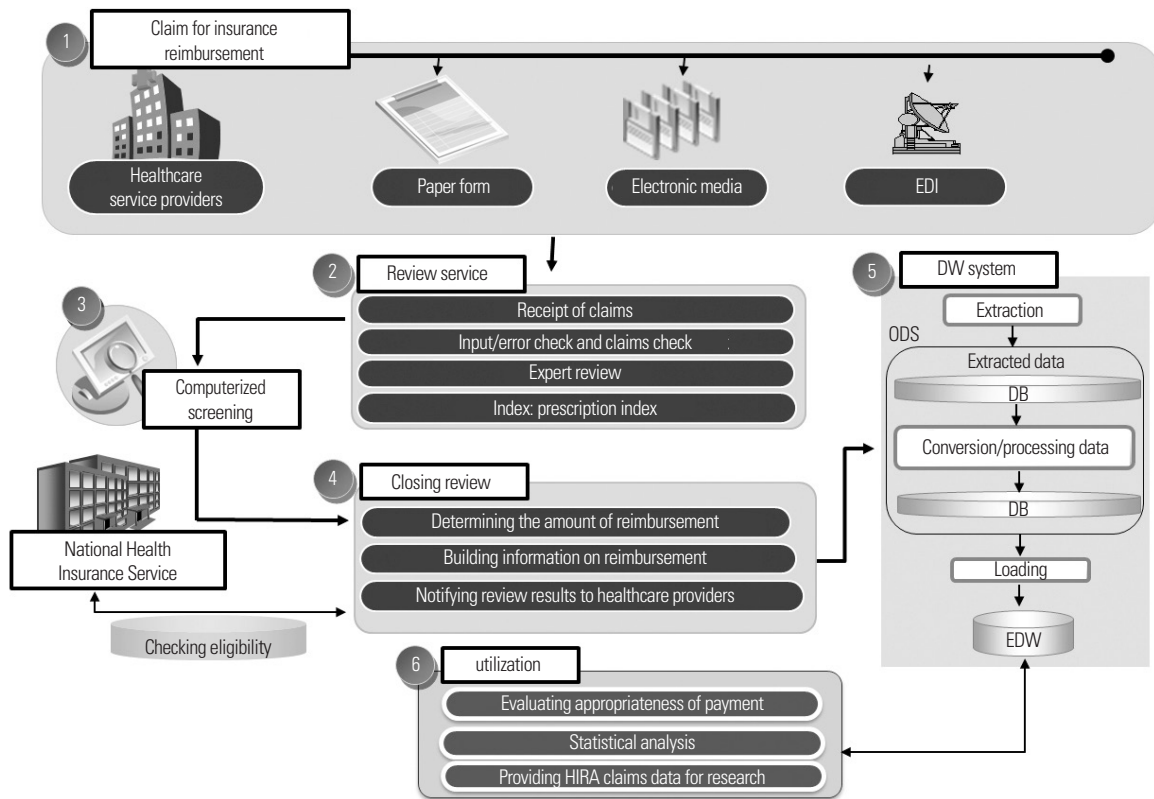 1
Claim for insurance
reimbursement
Healthcare
service providers
Paper form
Electronic media
EDI
2
Review service
Receipt of claims
Input/error check and claims check
Expert review
Index: prescription index
3
Computerized
screening
National Health
Insurance Service
Checking eligibility
4
Closing review
Determining the amount of reimbursement
Building information on reimbursement
Notifying review results to healthcare providers
5
DW system
Extraction
ODS
Extracted data
DB
Conversion/processing data
DB
Loading
EDW
6
utilization
Evaluating appropriateness of payment
Statistical analysis
Providing HIRA claims data for research